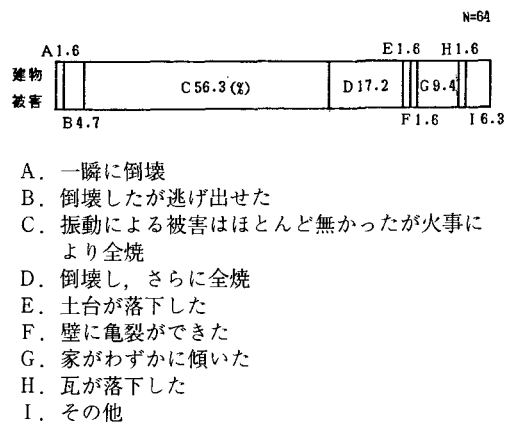 N=64
A1.6 E1.6 H1.6
建物
被害
C56.3(%) D17.2 G9.4
B4.7 F1.6 I6.3
A．一瞬に倒壊
B．倒壊したが逃げ出せた
C．振動による被害はほとんど無かったが火事に
より全焼
D．倒壊し，さらに全焼
E．土台が落下した
F．壁に亀裂ができた
G．家がわずかに傾いた
H．瓦が落下した
I．その他